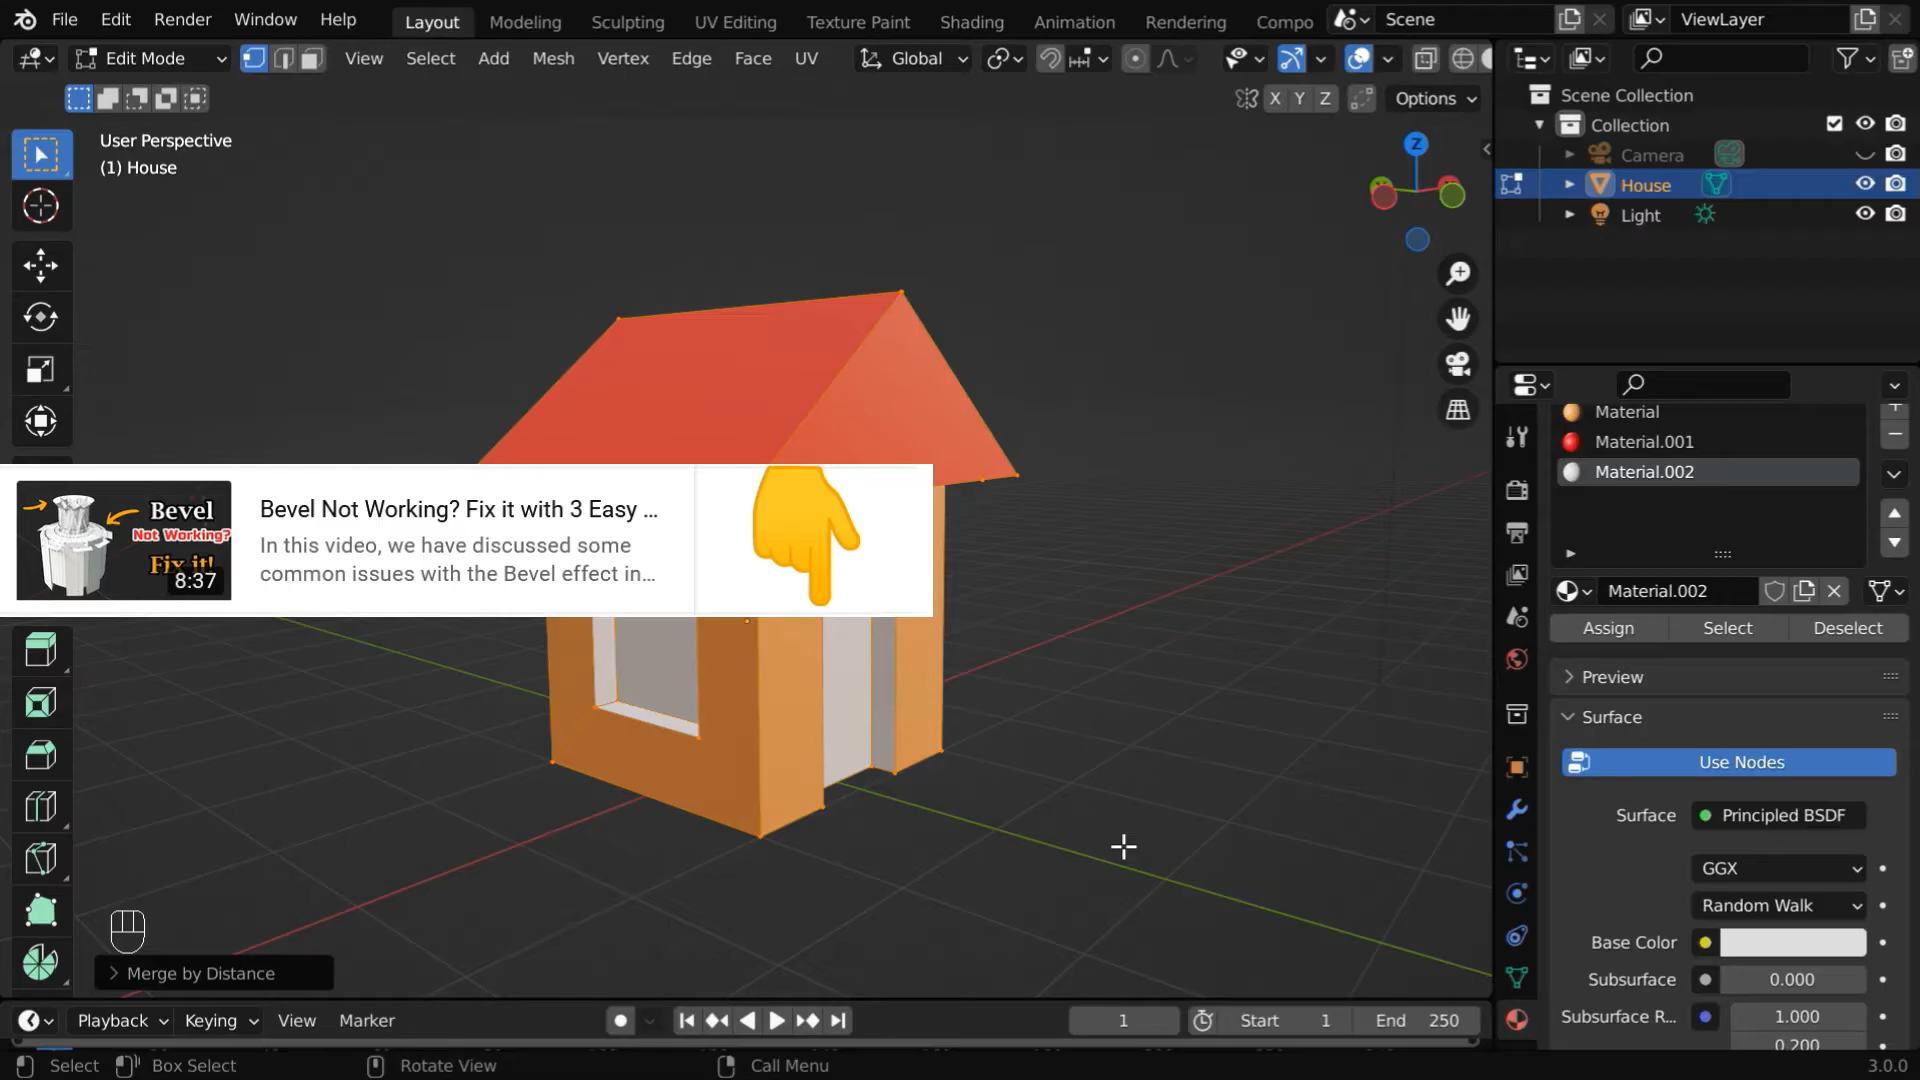 File Edit Render Window Help Layout Modeling Sculpting UV Editing Texture Paint Shading Animation Rendering Compo Scene ViewLayer
Edit Mode View Select Add Mesh Vertex Edge Face UV Global
X Y Z Options
User Perspective
(1) House
Z
Scene Collection
Collection
Camera
House
Light
Material
Material.001
Material.002
Material.002
Assign Select Deselect
Preview
Surface
Use Nodes
Surface Principled BSDF
GGX
Random Walk
Base Color
Subsurface 0.000
Subsurface R... 1.000
0.200
Bevel
Not Working?
Fix it!
8:37
Bevel Not Working? Fix it with 3 Easy ...
In this video, we have discussed some
common issues with the Bevel effect in...
Merge by Distance
Playback Keying View Marker 1 Start 1 End 250
Select Box Select Rotate View Call Menu 3.0.0